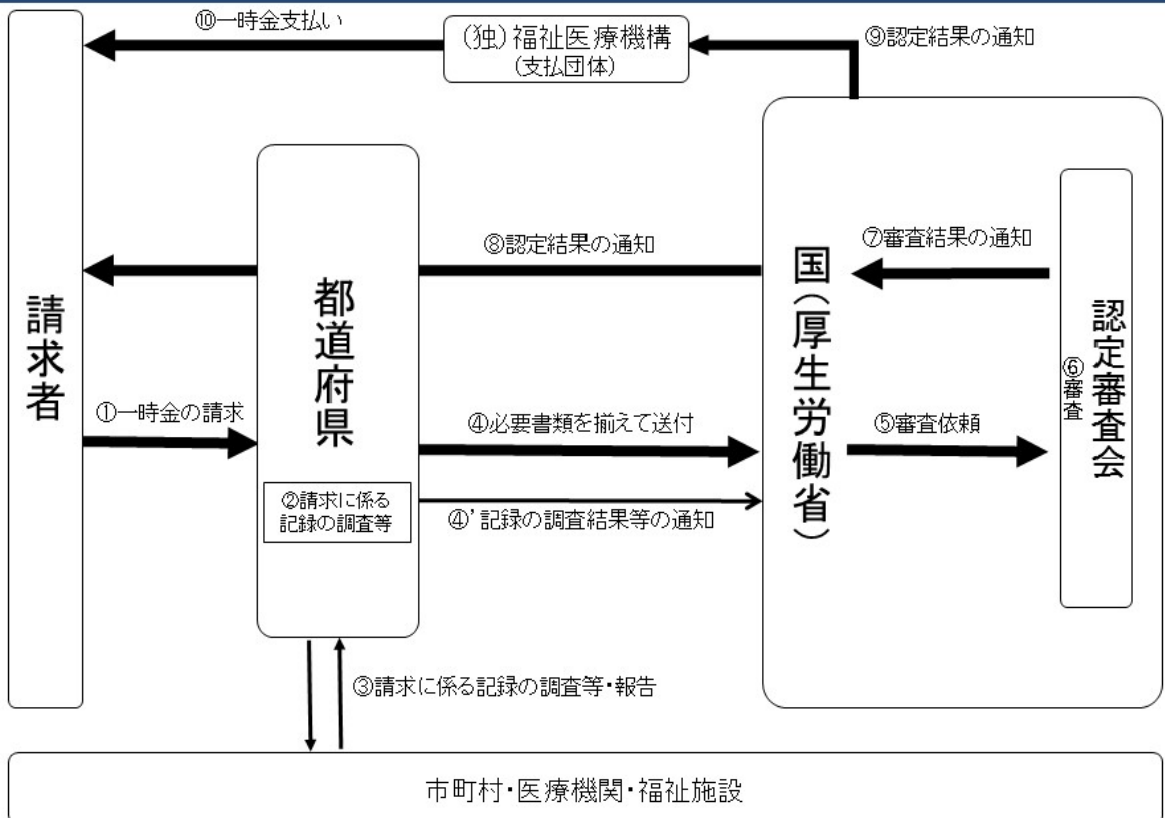 ⑩一時金支払い
(独)福祉医療機構
(支払団体)
⑨認定結果の通知
請求者
都道府県
⑧認定結果の通知
国(厚生労働省)
⑦審査結果の通知
認定審査会
⑥審査
①一時金の請求
④必要書類を揃えて送付
⑤審査依頼
②請求に係る
記録の調査等
④’記録の調査結果等の通知
③請求に係る記録の調査等・報告
市町村・医療機関・福祉施設